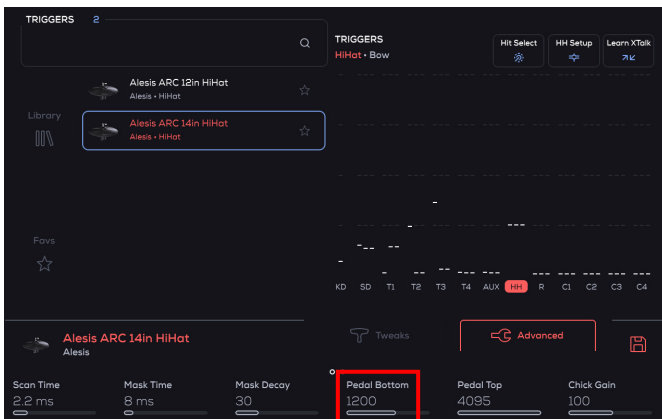 TRIGGERS 2
TRIGGERS
HiHat • Bow
Hit Select
HH Setup
Learn XTalk
Alesis ARC 12in HiHat
Alesis • HiHat
Library
Alesis ARC 14in HiHat
Alesis • HiHat
Favs
KD SD T1 T2 T3 T4 AUX HH R C1 C2 C3 C4
Alesis ARC 14in HiHat
Alesis
Tweaks
Advanced
Scan Time Mask Time Mask Decay Pedal Bottom Pedal Top Chick Gain
2.2 ms 8 ms 30 1200 4095 100